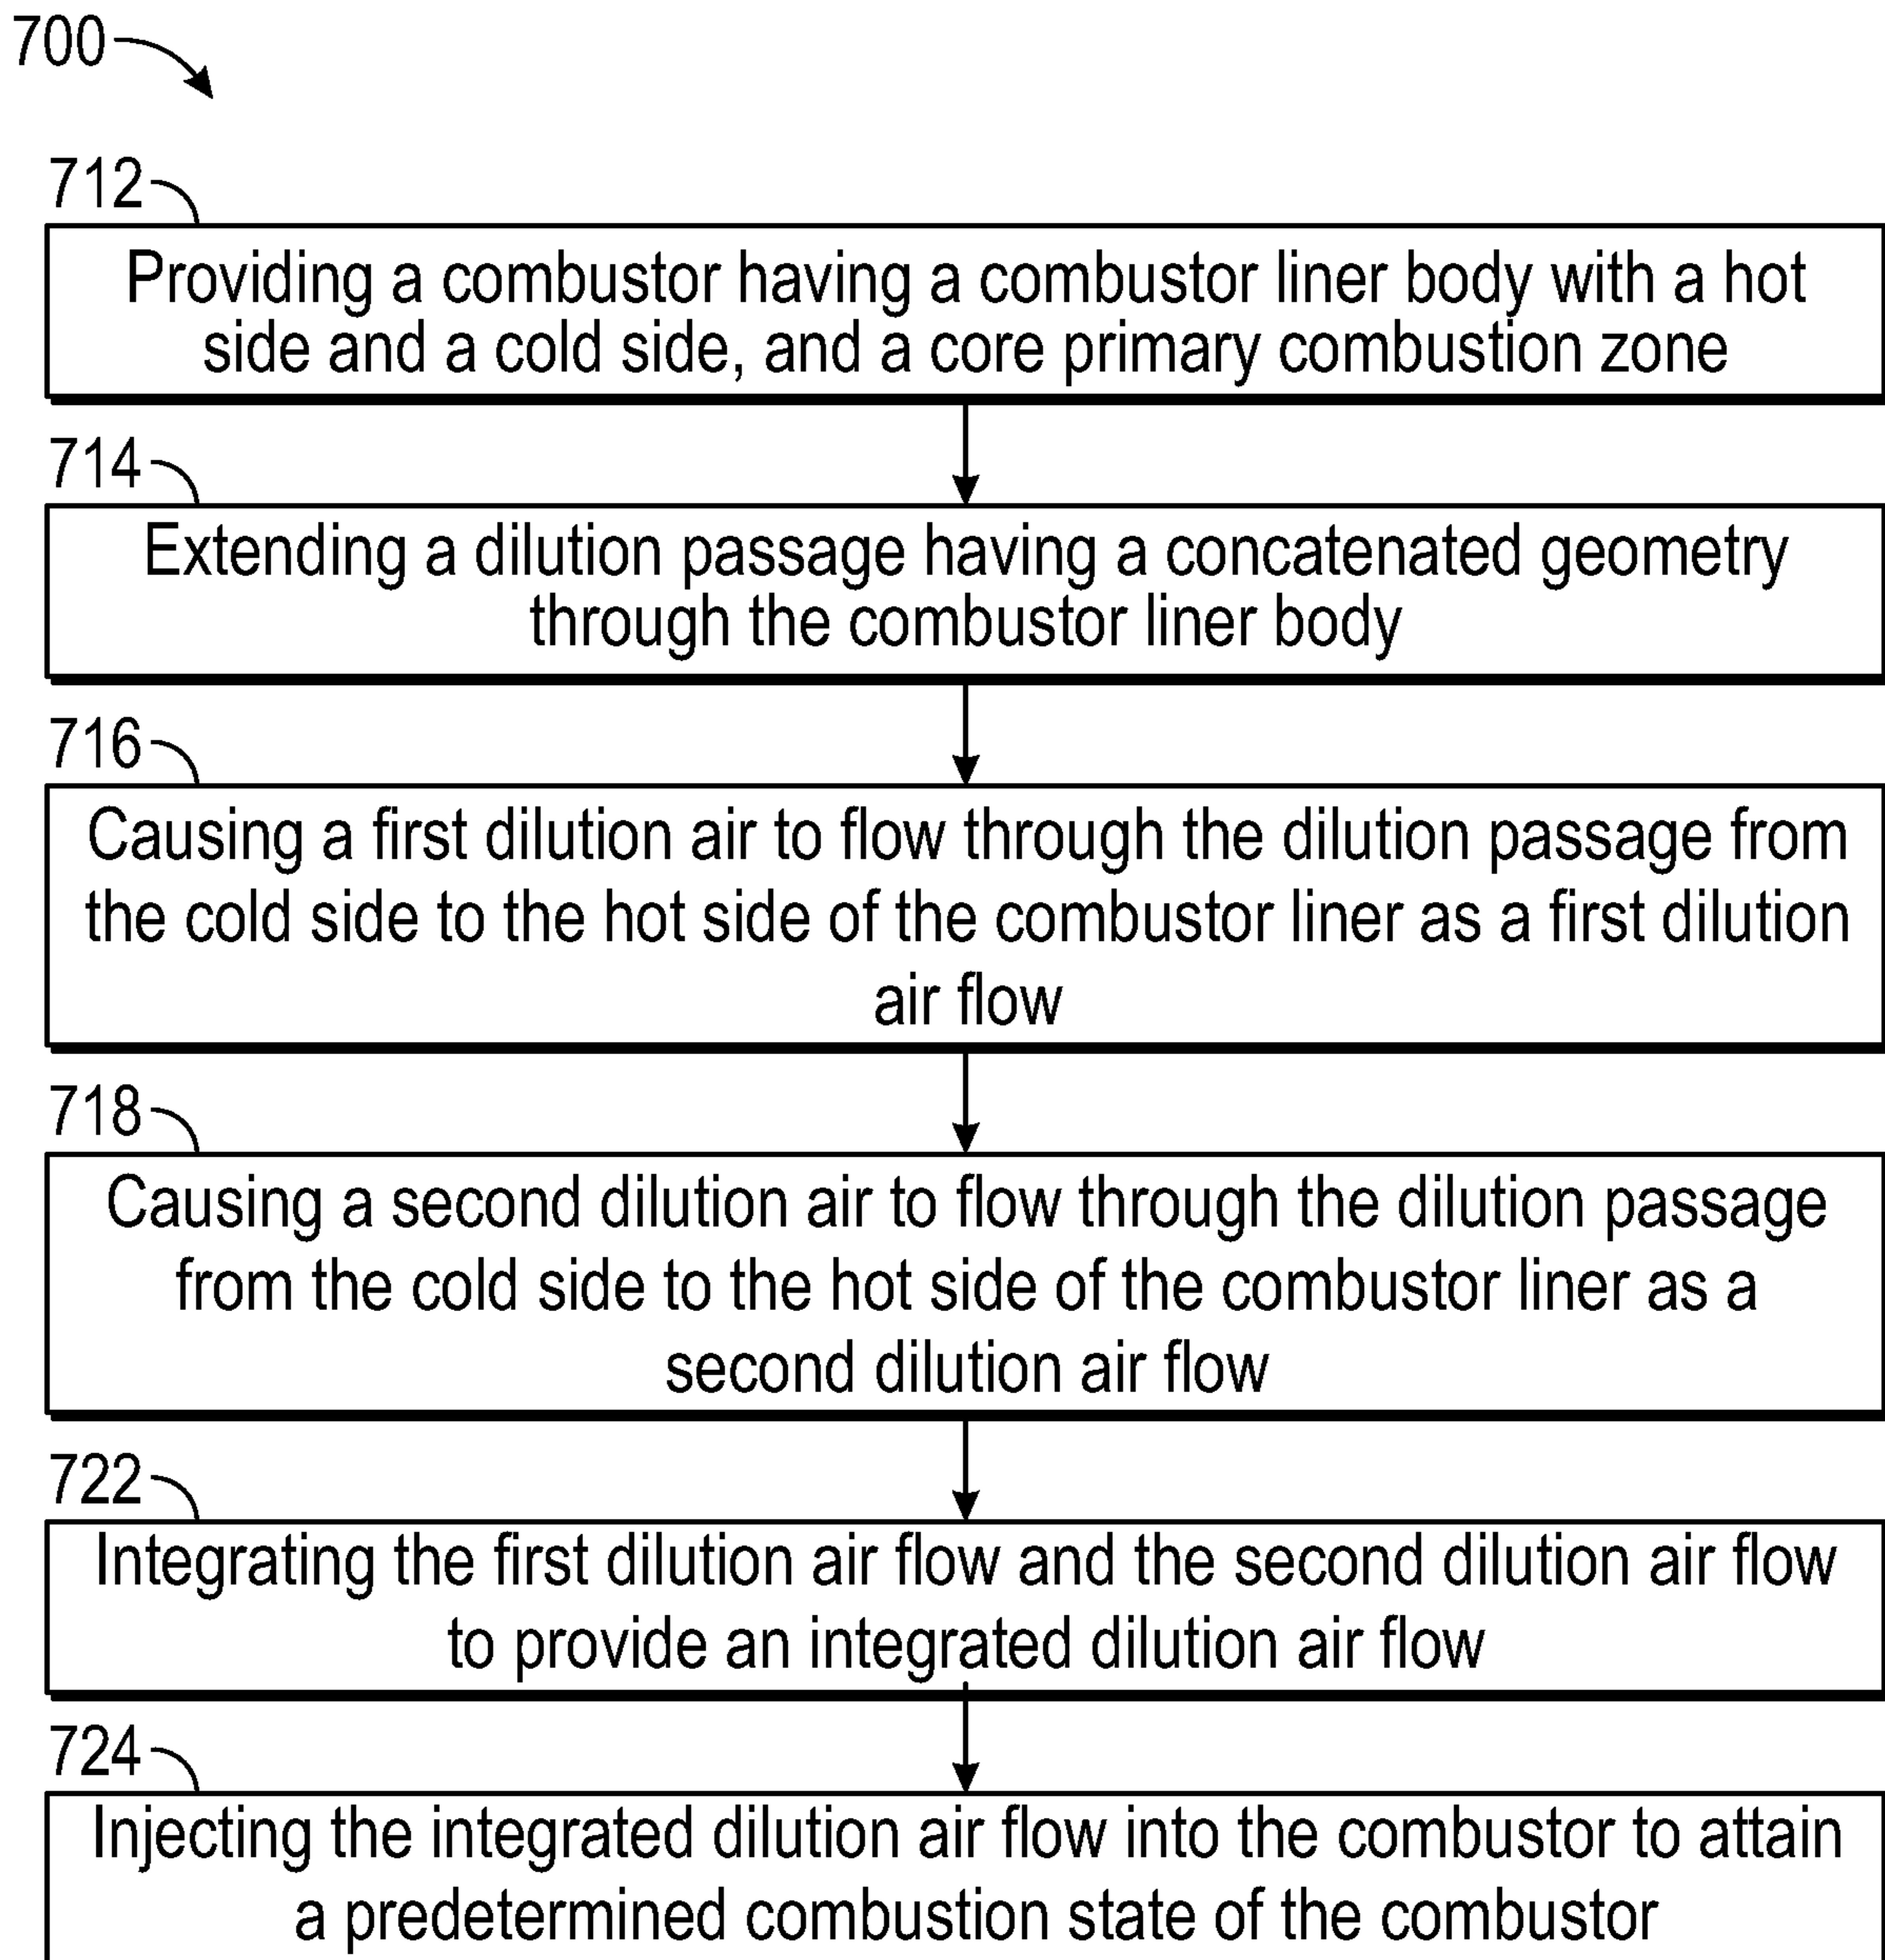 700
712
Providing a combustor having a combustor liner body with a hot
side and a cold side, and a core primary combustion zone
714
Extending a dilution passage having a concatenated geometry
through the combustor liner body
716
Causing a first dilution air to flow through the dilution passage from
the cold side to the hot side of the combustor liner as a first dilution
air flow
718
Causing a second dilution air to flow through the dilution passage
from the cold side to the hot side of the combustor liner as a
second dilution air flow
722
Integrating the first dilution air flow and the second dilution air flow
to provide an integrated dilution air flow
724
Injecting the integrated dilution air flow into the combustor to attain
a predetermined combustion state of the combustor